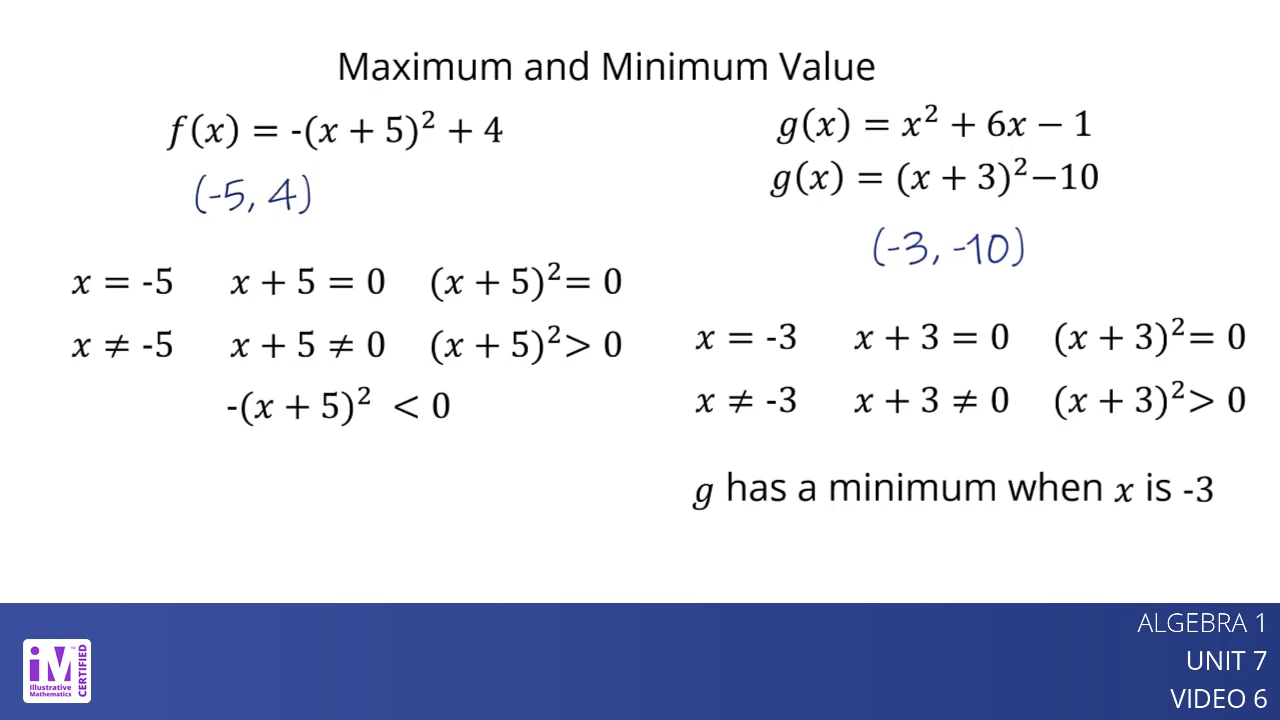 Maximum and Minimum Value
f(x) = -(x + 5)² + 4
(-5, 4)
x = -5 x + 5 = 0 (x + 5)² = 0
x ≠ -5 x + 5 ≠ 0 (x + 5)² > 0
-(x + 5)² < 0
g(x) = x² + 6x − 1
g(x) = (x + 3)² − 10
(-3, -10)
x = -3 x + 3 = 0 (x + 3)² = 0
x ≠ -3 x + 3 ≠ 0 (x + 3)² > 0
g has a minimum when x is -3
iM™
Illustrative
Mathematics
CERTIFIED
ALGEBRA 1
UNIT 7
VIDEO 6